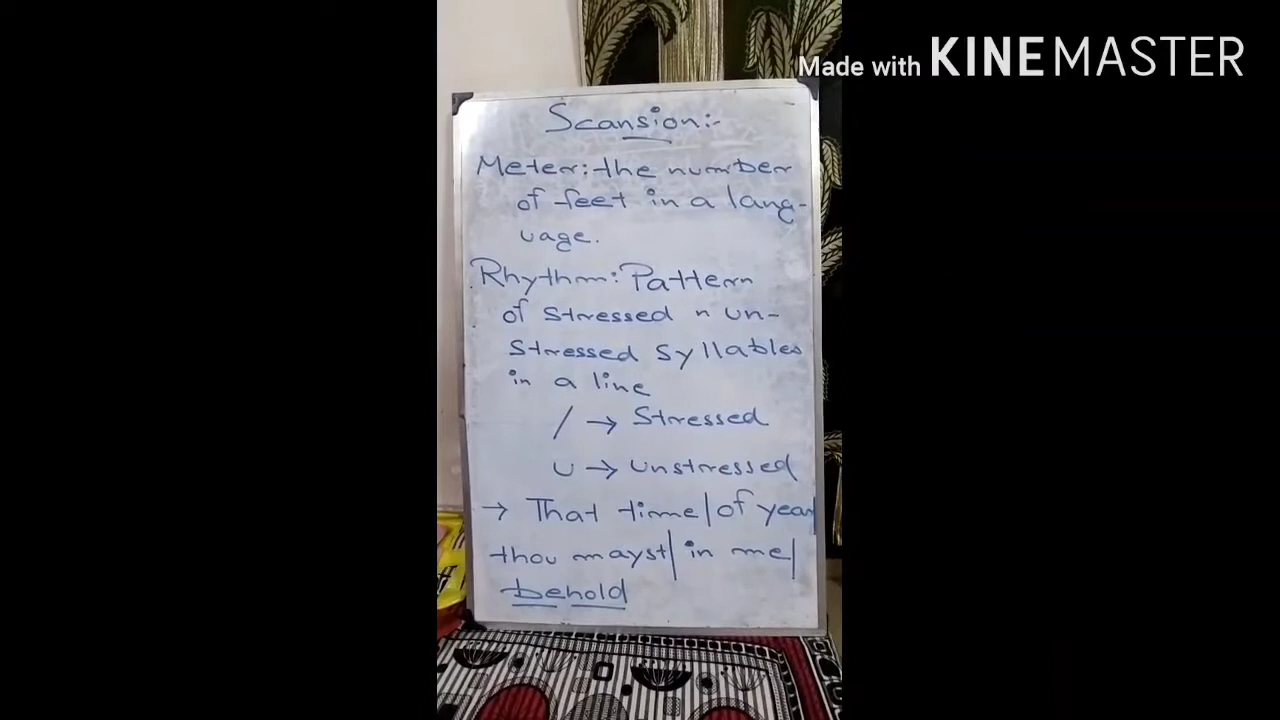 Made with KINEMASTER
Scansion:-
Meter: the number
of feet in a lang-
uage.
Rhythm: Pattern
of stressed n un-
stressed syllables
in a line
/ → Stressed
u → unstressed
→ That time/of year/
thou mayst/in me/
behold